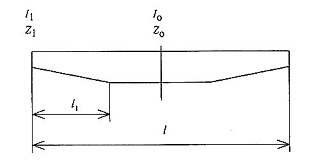 I₁ I₀
Z₁ Z₀
l₁
l